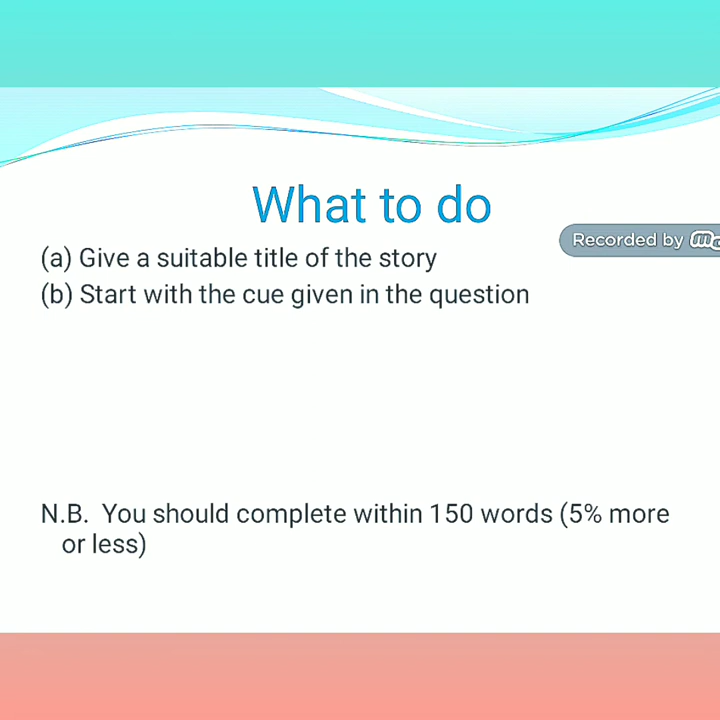 What to do
Recorded by
(a) Give a suitable title of the story
(b) Start with the cue given in the question
N.B. You should complete within 150 words (5% more
or less)